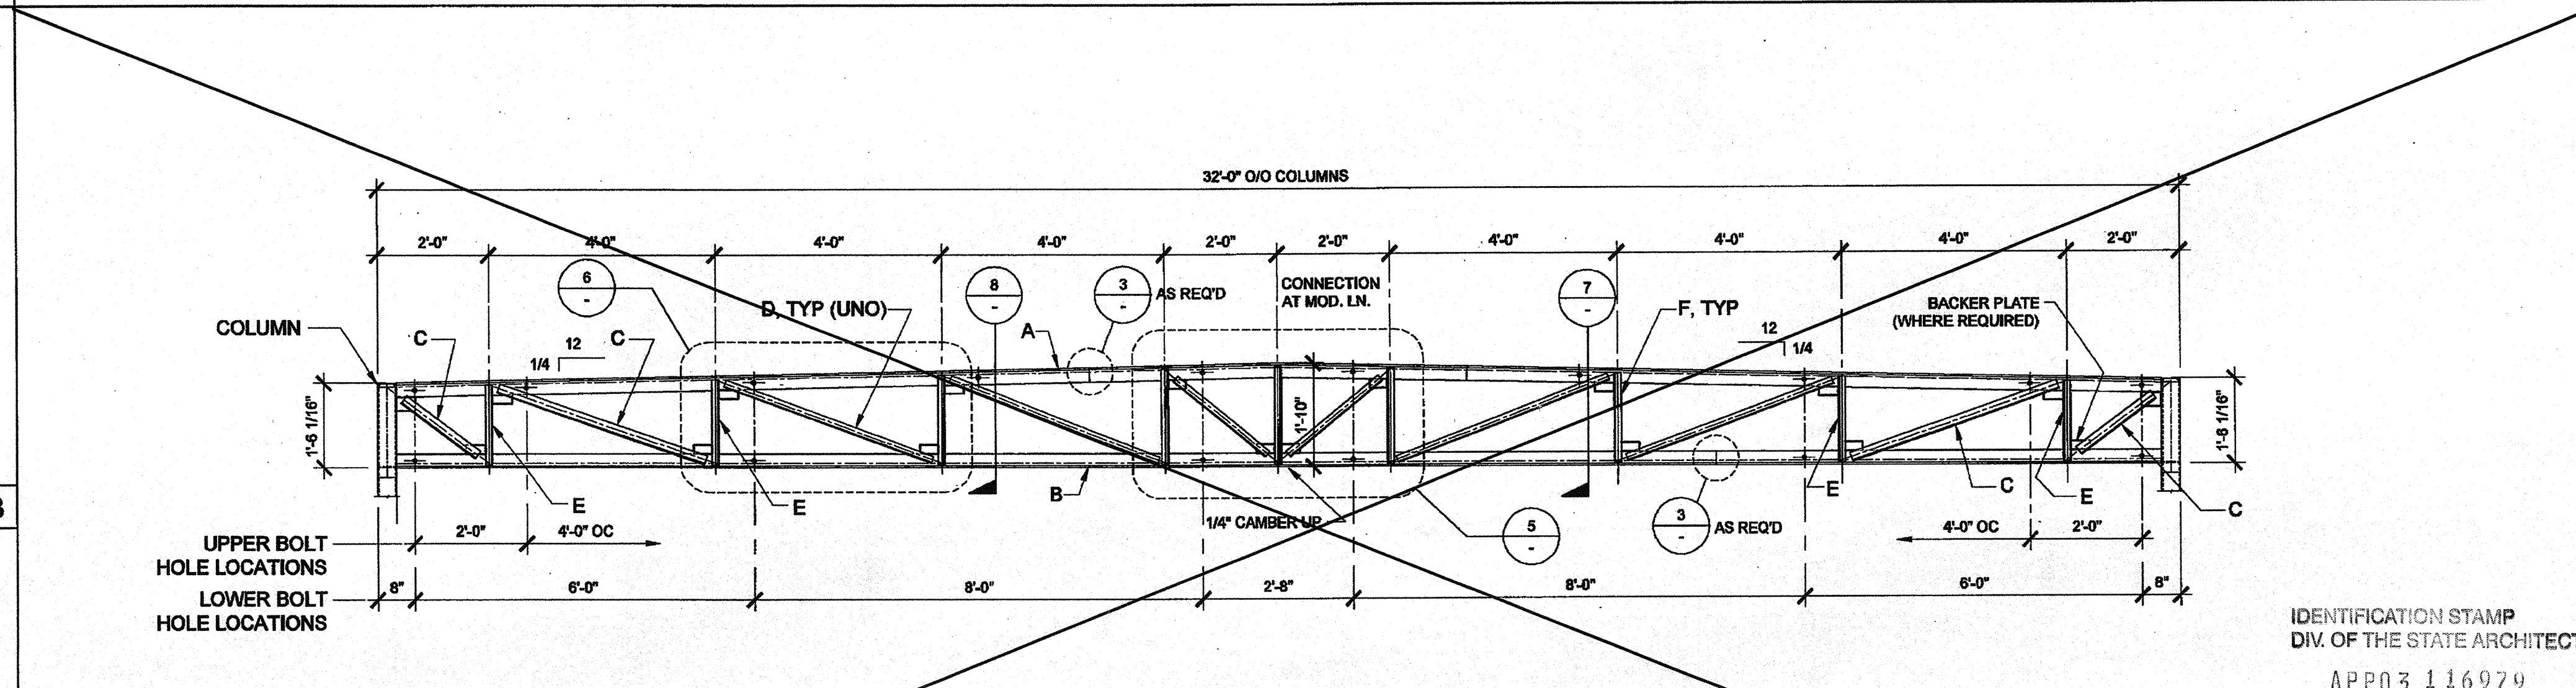 32'-0" O/O COLUMNS
2'-0"
4'-0"
4'-0"
4'-0"
2'-0"
2'-0"
4'-0"
4'-0"
4'-0"
2'-0"
6
-
8
-
3
-
AS REQ'D
CONNECTION
AT MOD. LN.
7
-
D, TYP (UNO)
F, TYP
BACKER PLATE
(WHERE REQUIRED)
COLUMN
C
12
1/4
C
A
12
1/4
1'-6 1/16"
1'-10"
1'-6 1/16"
E
E
B
E
C
E
C
1/4" CAMBER UP
5
-
3
-
AS REQ'D
UPPER BOLT
HOLE LOCATIONS
2'-0"
4'-0" OC
4'-0" OC
2'-0"
LOWER BOLT
HOLE LOCATIONS
8"
6'-0"
8'-0"
2'-8"
8'-0"
6'-0"
8"
IDENTIFICATION STAMP
DIV. OF THE STATE ARCHITECT
APP03 116979